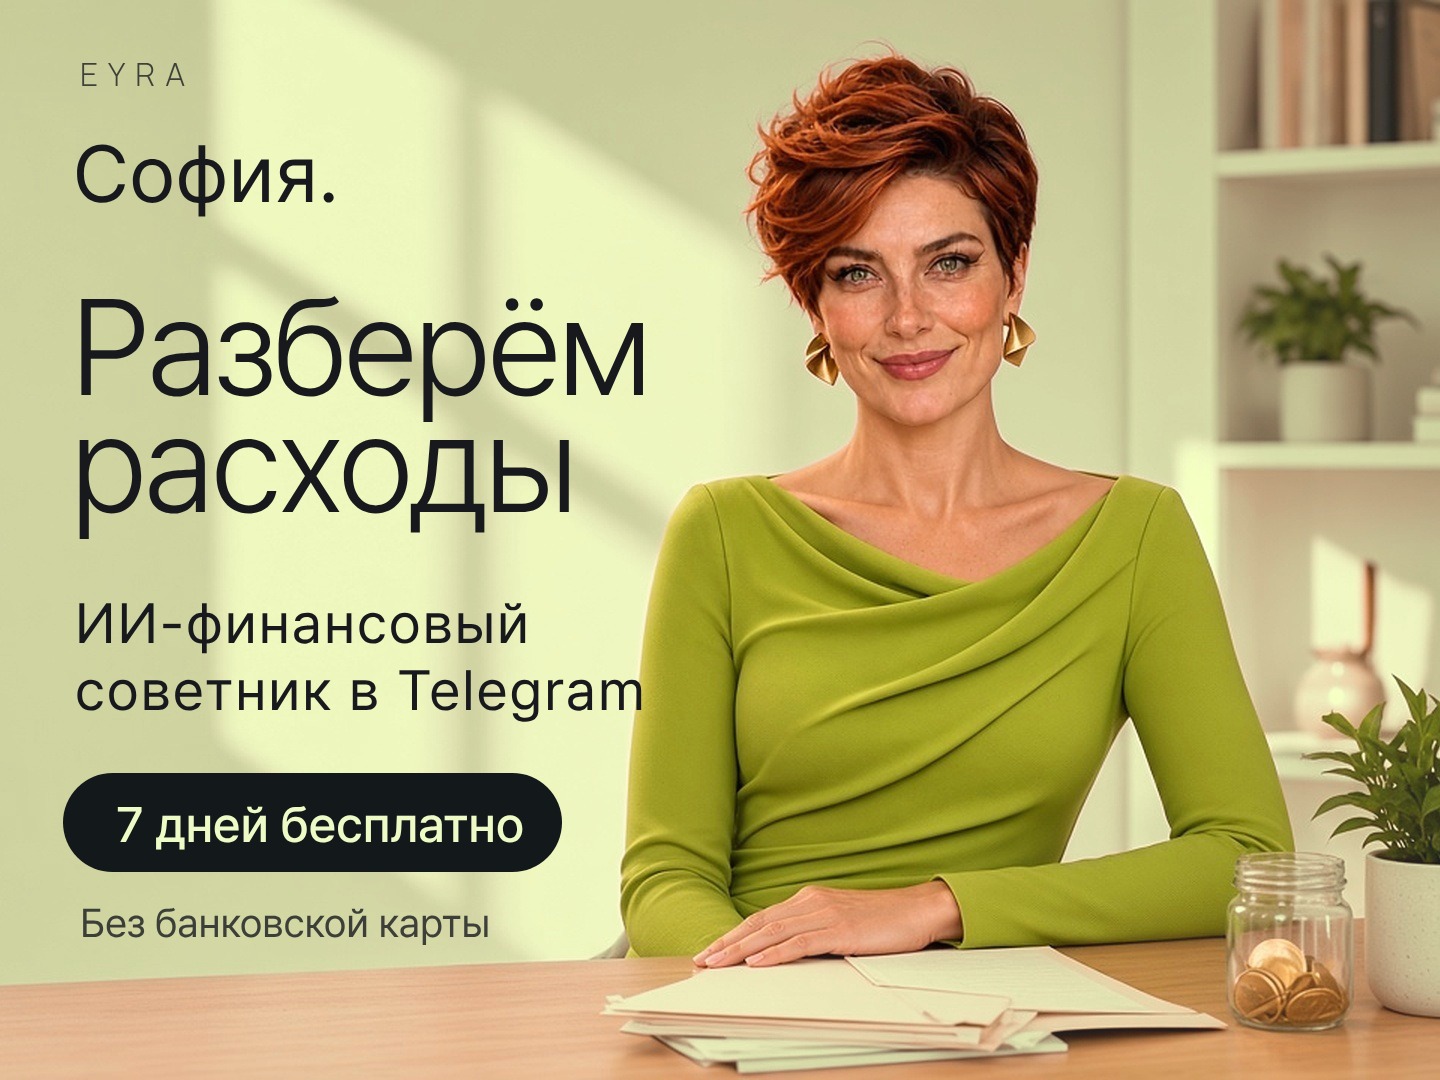 EYRA
София.
Разберём
расходы
ИИ-финансовый
советник в Telegram
7 дней бесплатно
Без банковской карты